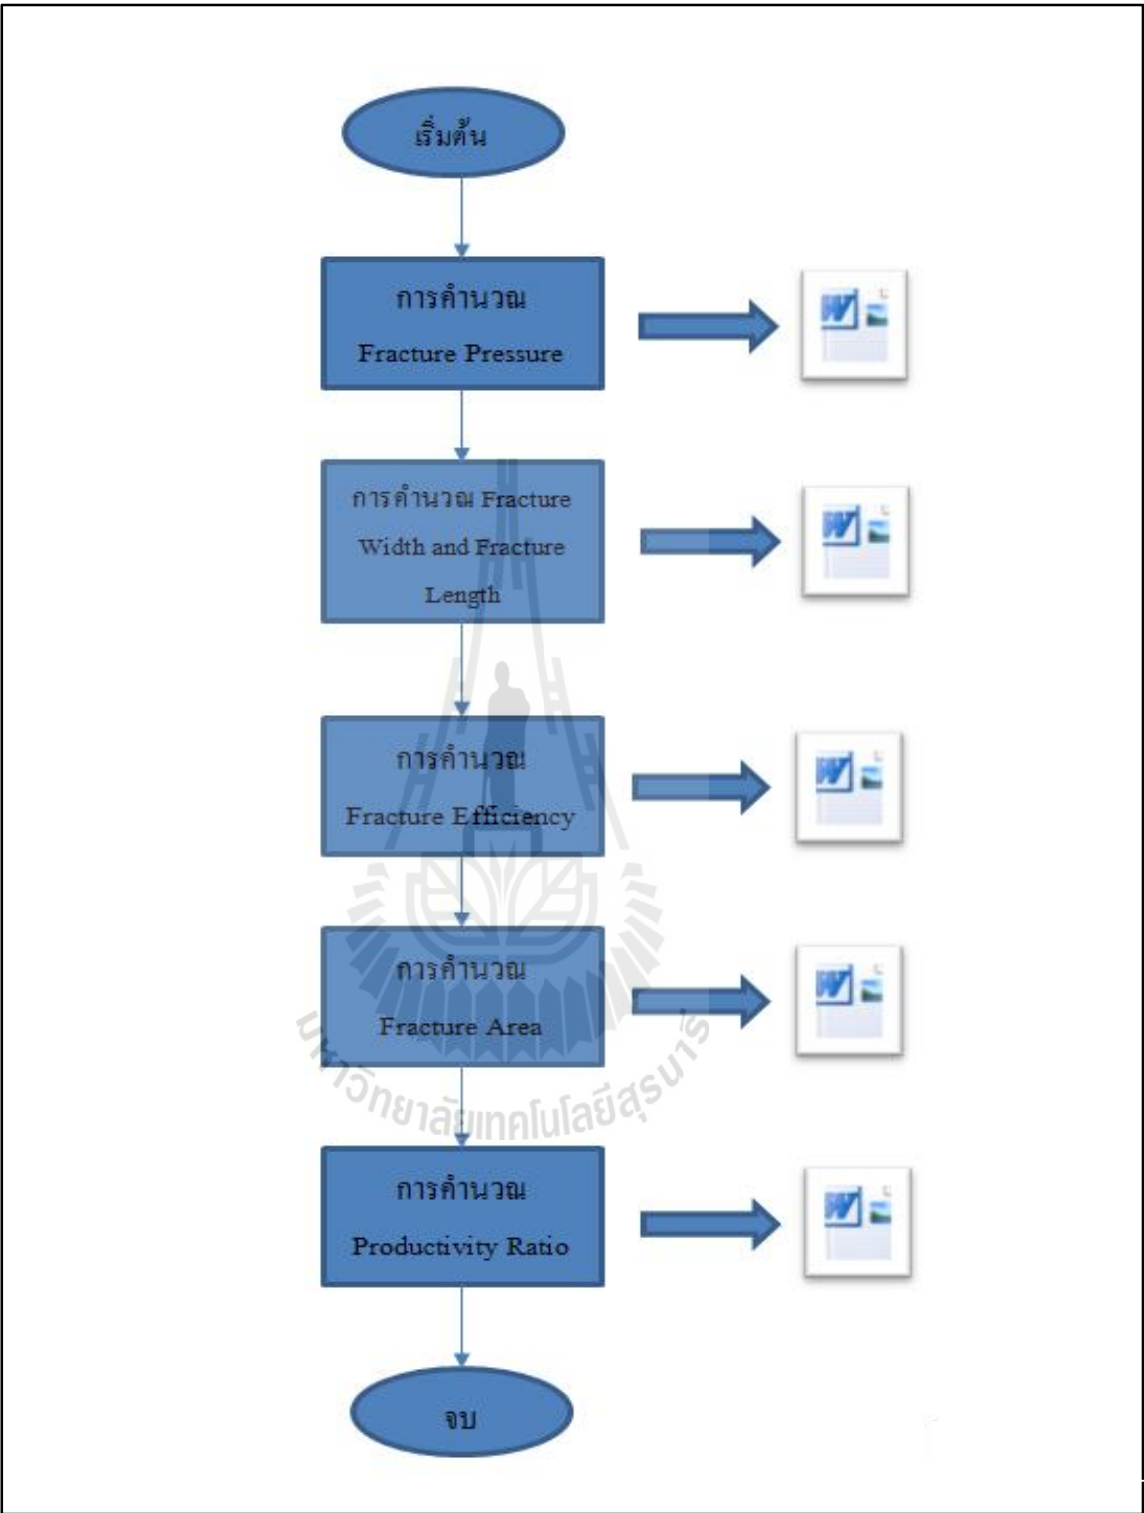 เริ่มต้น
การคำนวณ
Fracture Pressure
การคำนวณ Fracture
Width and Fracture
Length
การคำนวณ
Fracture Efficiency
การคำนวณ
Fracture Area
มหาวิทยาลัยเทคโนโลยีสุรนารี
การคำนวณ
Productivity Ratio
จบ